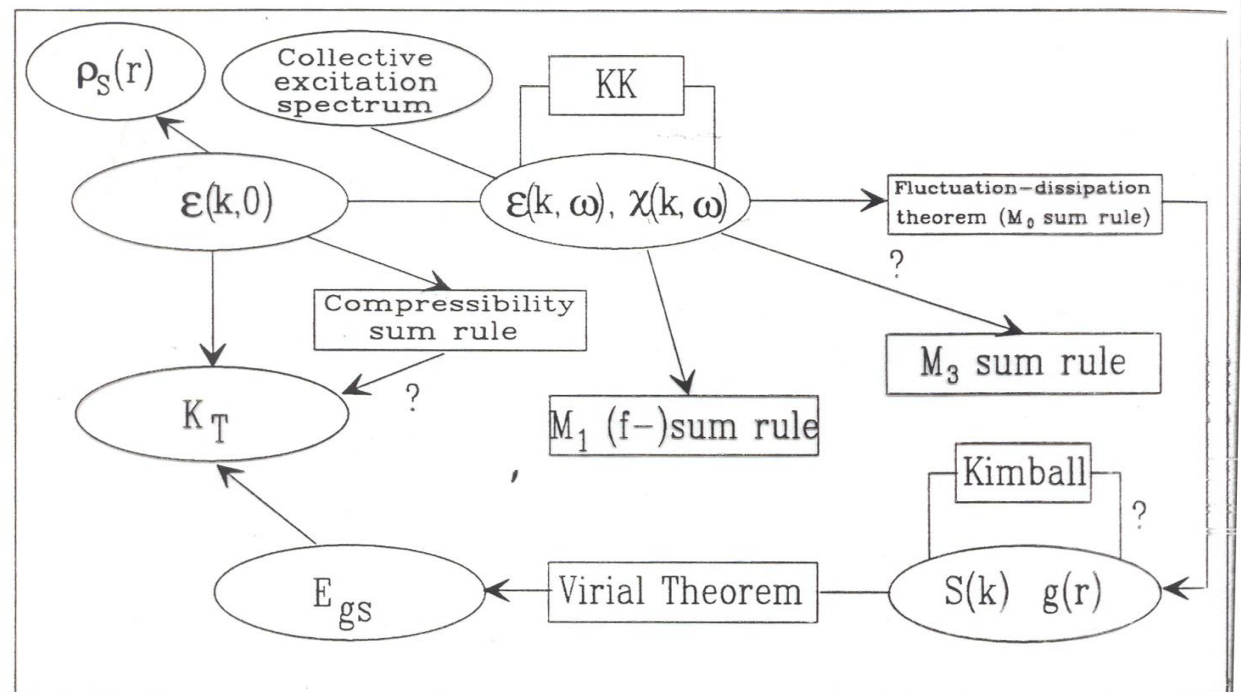 ρS(r)
Collective
excitation
spectrum
KK
ε(k,0)
ε(k, ω), χ(k, ω)
Fluctuation-dissipation
theorem (M0 sum rule)
?
Compressibility
sum rule
?
M3 sum rule
KT
M1 (f-)sum rule
Kimball
?
Egs
Virial Theorem
S(k) g(r)